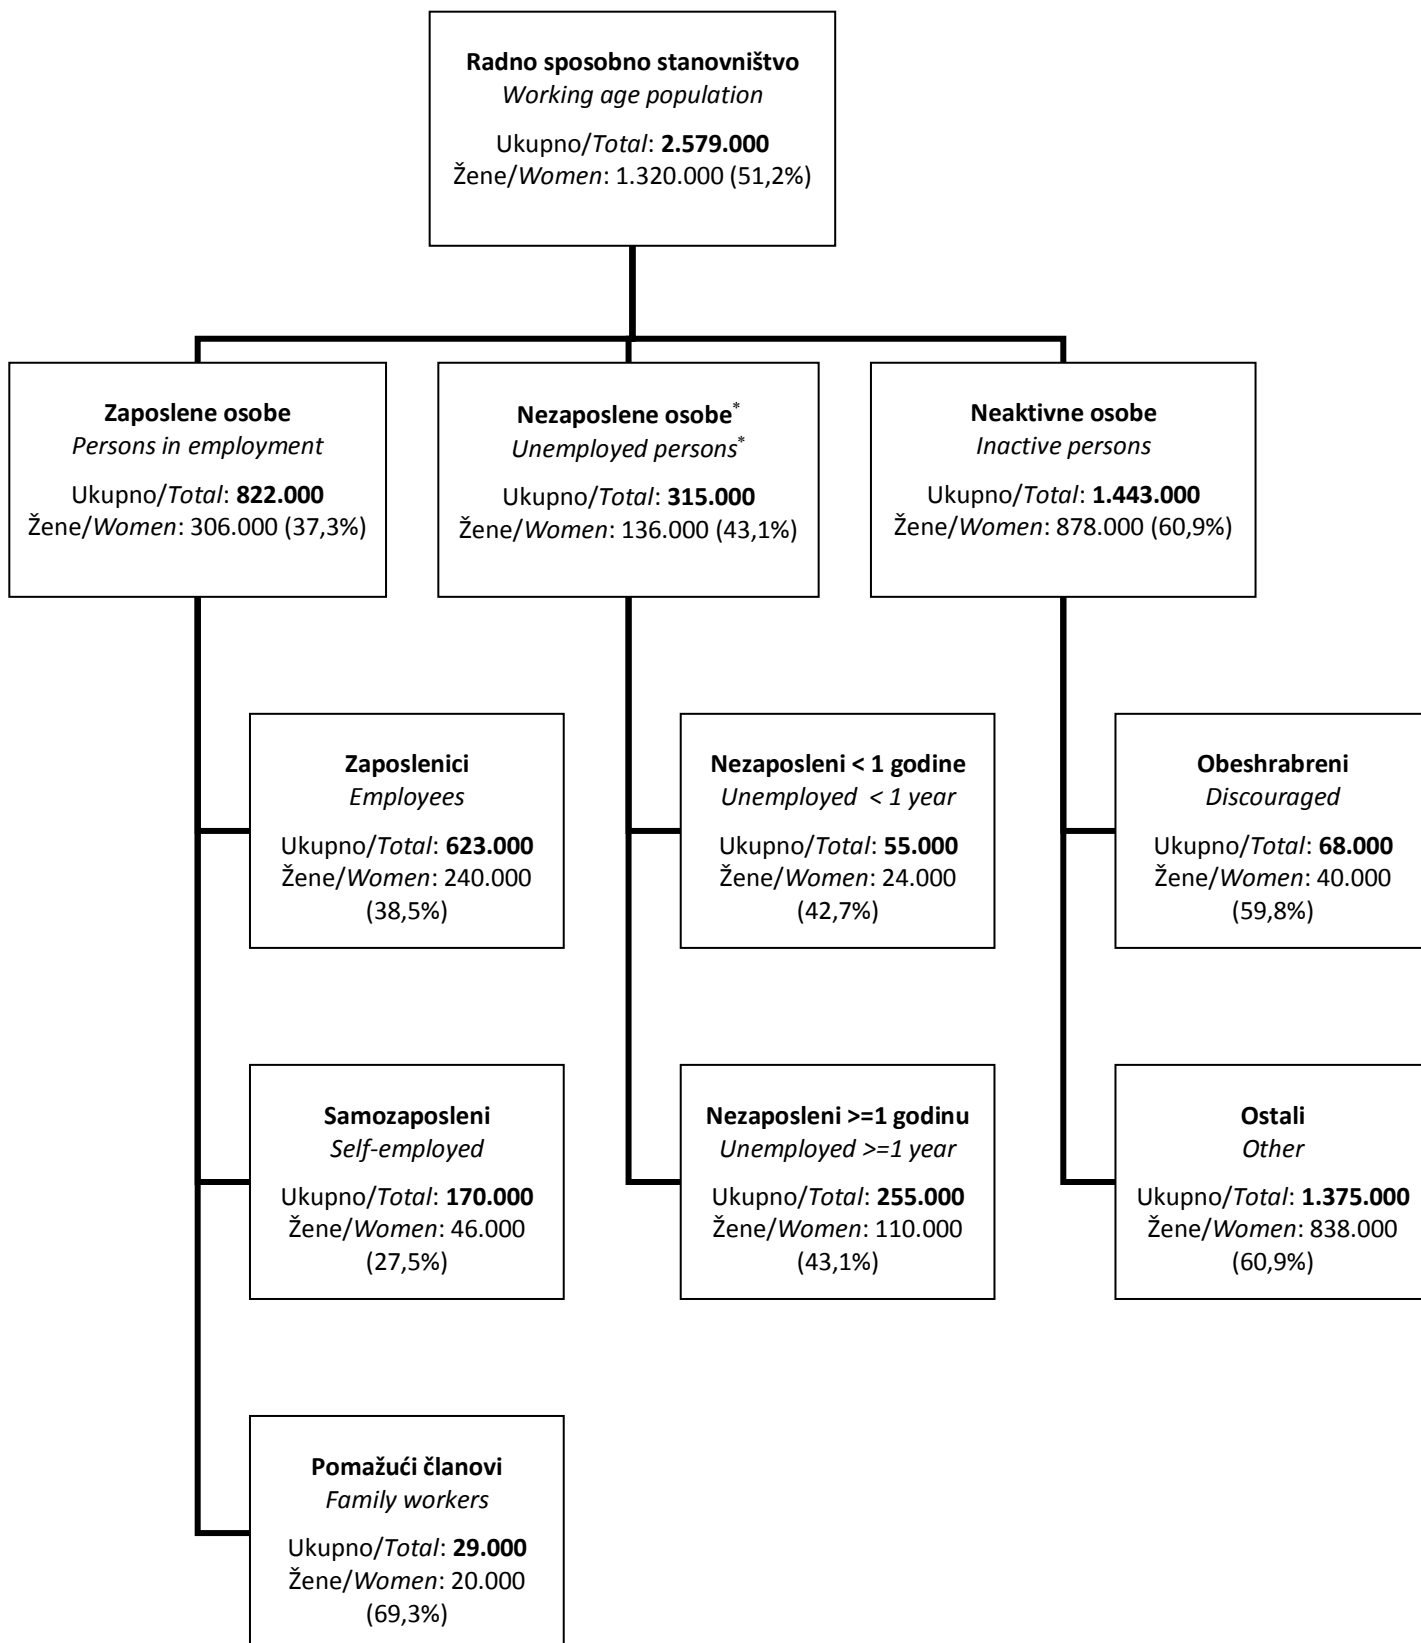 Radno sposobno stanovništvo
Working age population
Ukupno/Total: 2.579.000
Žene/Women: 1.320.000 (51,2%)
Zaposlene osobe
Persons in employment
Ukupno/Total: 822.000
Žene/Women: 306.000 (37,3%)
Nezaposlene osobe*
Unemployed persons*
Ukupno/Total: 315.000
Žene/Women: 136.000 (43,1%)
Neaktivne osobe
Inactive persons
Ukupno/Total: 1.443.000
Žene/Women: 878.000 (60,9%)
Zaposlenici
Employees
Ukupno/Total: 623.000
Žene/Women: 240.000
(38,5%)
Nezaposleni < 1 godine
Unemployed < 1 year
Ukupno/Total: 55.000
Žene/Women: 24.000
(42,7%)
Obeshrabreni
Discouraged
Ukupno/Total: 68.000
Žene/Women: 40.000
(59,8%)
Samozaposleni
Self-employed
Ukupno/Total: 170.000
Žene/Women: 46.000
(27,5%)
Nezaposleni >=1 godinu
Unemployed >=1 year
Ukupno/Total: 255.000
Žene/Women: 110.000
(43,1%)
Ostali
Other
Ukupno/Total: 1.375.000
Žene/Women: 838.000
(60,9%)
Pomažući članovi
Family workers
Ukupno/Total: 29.000
Žene/Women: 20.000
(69,3%)